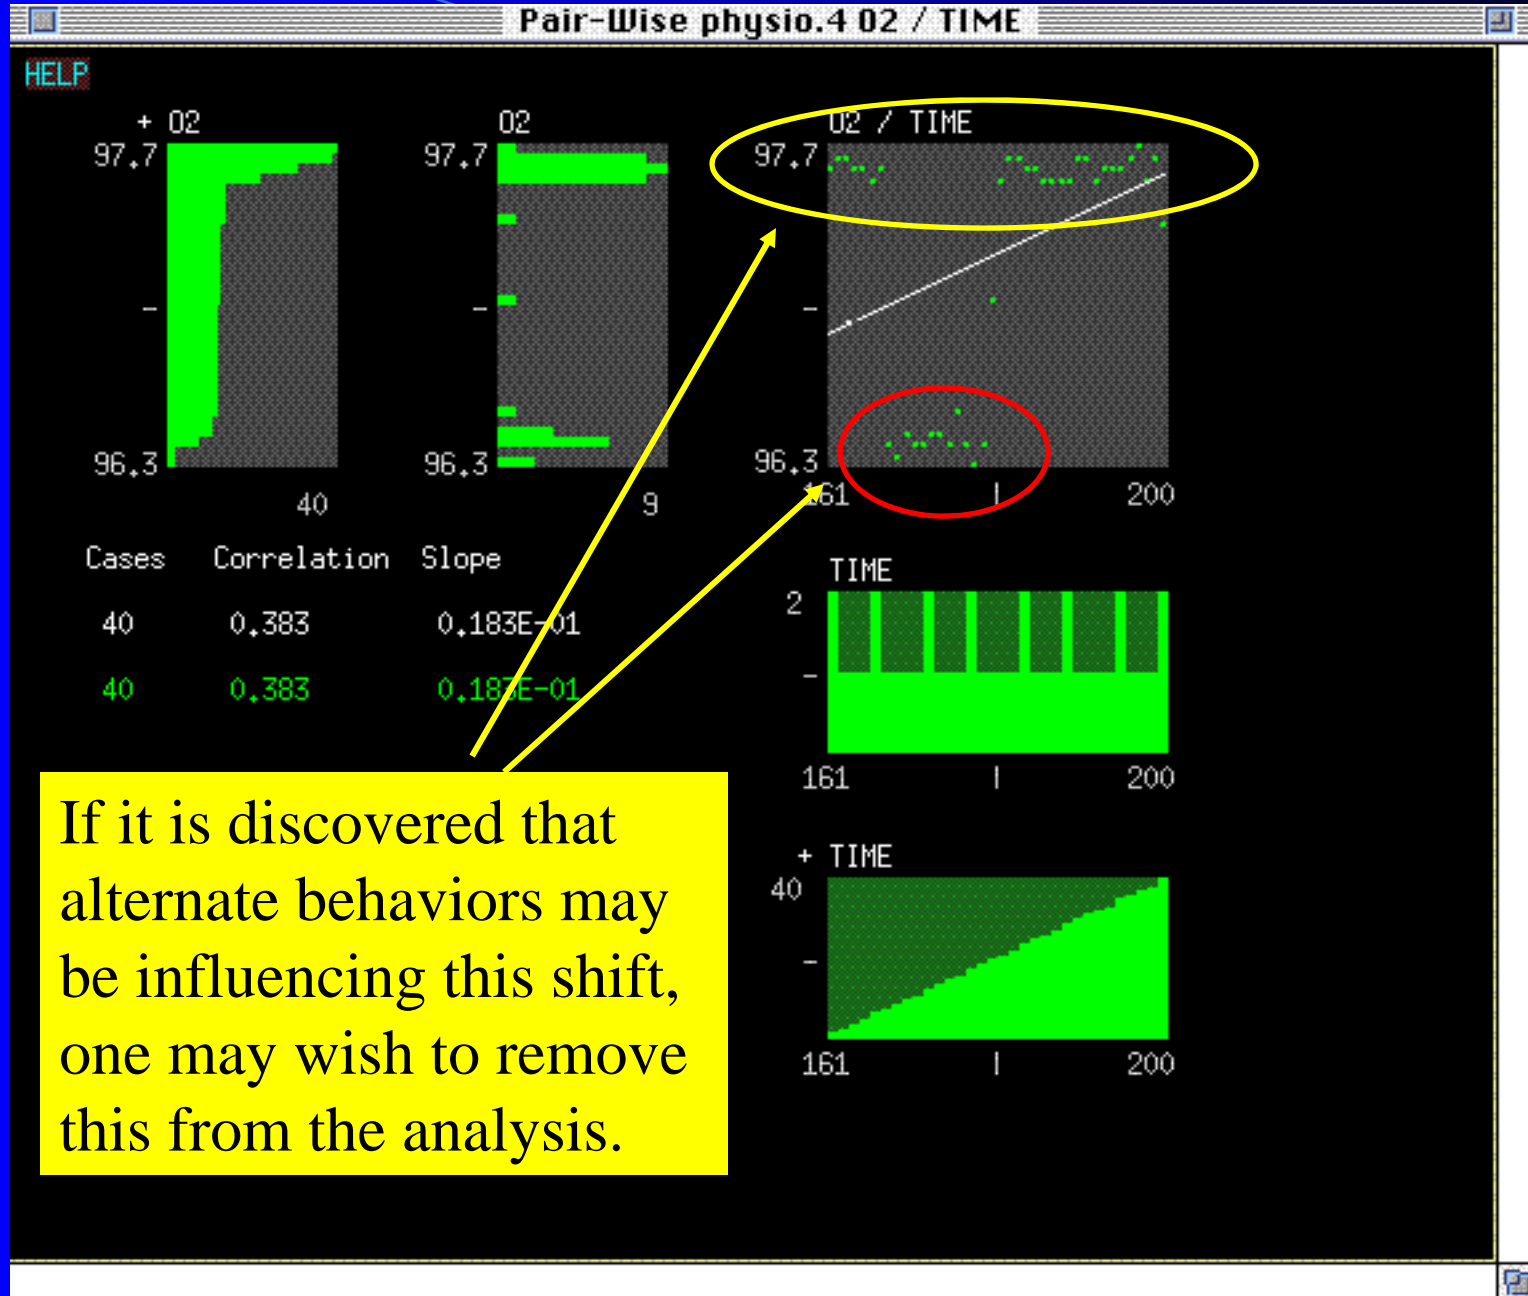 Pair-Wise physio.4 02 / TIME
HELP
+ 02
97.7
-
96.3
40
02
97.7
-
96.3
9
02 / TIME
97.7
-
96.3
161 | 200
Cases Correlation Slope
40 0.383 0.183E-01
40 0.383 0.183E-01
TIME
2
-
161 | 200
+ TIME
40
-
161 | 200
If it is discovered that
alternate behaviors may
be influencing this shift,
one may wish to remove
this from the analysis.